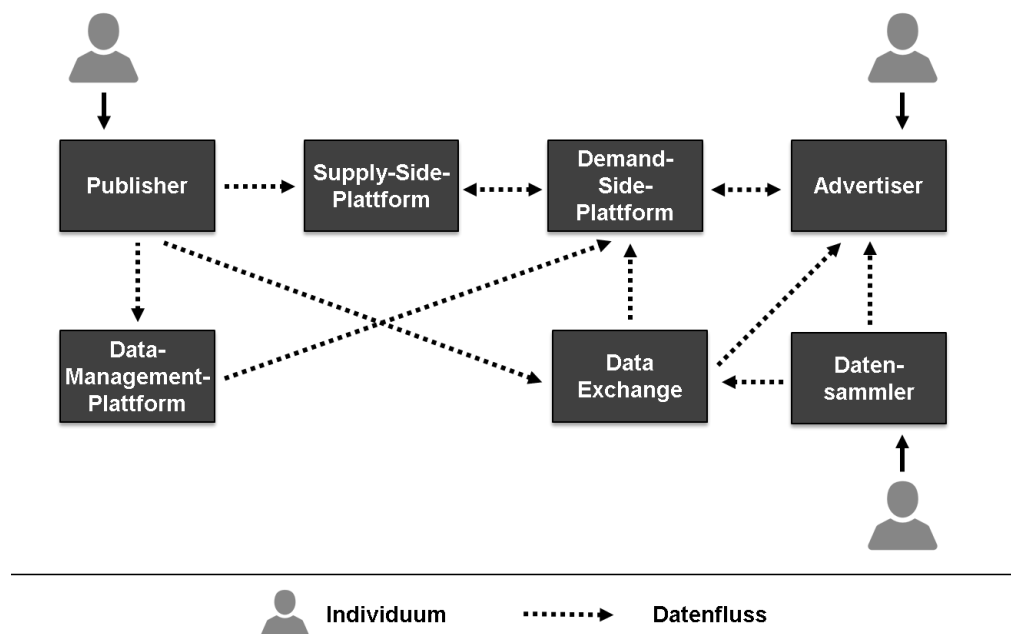 Publisher
Supply-Side-
Plattform
Demand-
Side-
Plattform
Advertiser
Data-
Management-
Plattform
Data
Exchange
Daten-
sammler
Individuum
Datenfluss